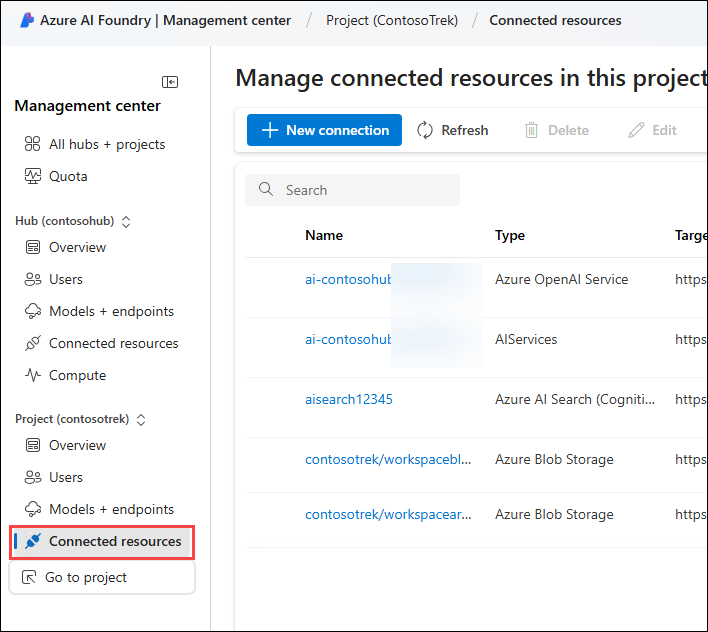 Azure AI Foundry | Management center / Project (ContosoTrek) / Connected resources
Management center
All hubs + projects
Quota
Hub (contosohub)
Overview
Users
Models + endpoints
Connected resources
Compute
Project (contosotrek)
Overview
Users
Models + endpoints
Connected resources
Go to project
Manage connected resources in this project
New connection Refresh Delete Edit
Search
Name Type Targe
ai-contosohub Azure OpenAI Service https
ai-contosohub AIServices https
aisearch12345 Azure AI Search (Cogniti... https
contosotrek/workspacebl... Azure Blob Storage https
contosotrek/workspacear... Azure Blob Storage https